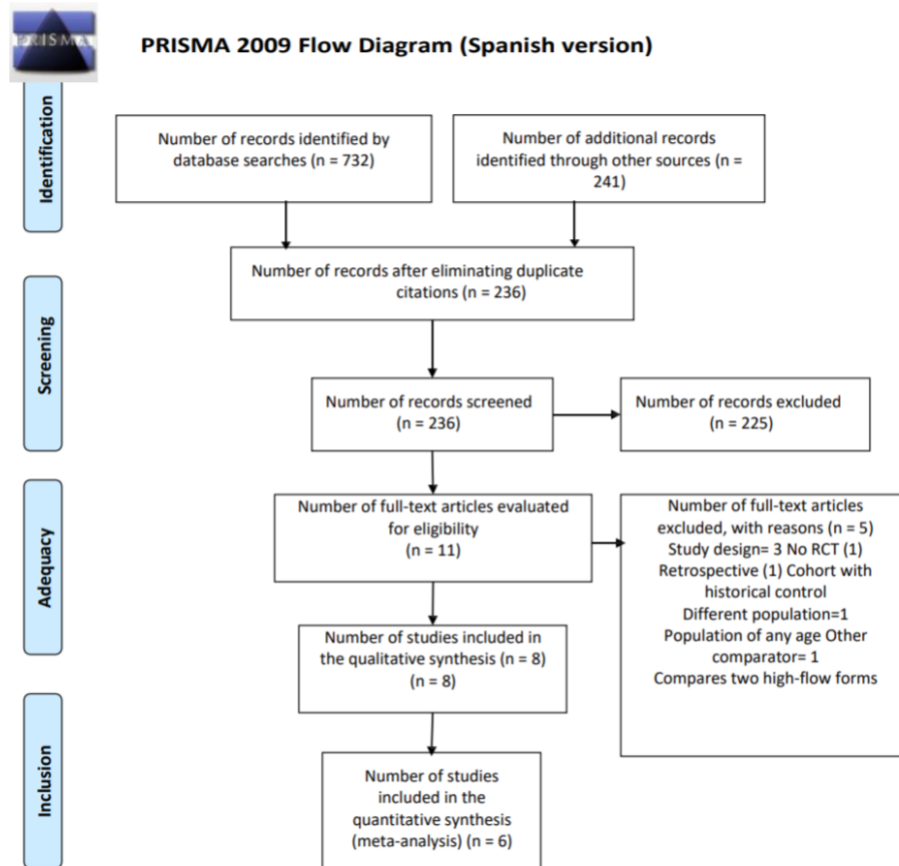 PRISMA
PRISMA 2009 Flow Diagram (Spanish version)
Identification
Number of records identified by
database searches (n = 732)
Number of additional records
identified through other sources (n =
241)
Number of records after eliminating duplicate
citations (n = 236)
Screening
Number of records screened
(n = 236)
Number of records excluded
(n = 225)
Adequacy
Number of full-text articles evaluated
for eligibility
(n = 11)
Number of full-text articles
excluded, with reasons (n = 5)
Study design= 3 No RCT (1)
Retrospective (1) Cohort with
historical control
Different population=1
Population of any age Other
comparator= 1
Compares two high-flow forms
Number of studies included in
the qualitative synthesis (n = 8)
(n = 8)
Inclusion
Number of studies
included in the
quantitative synthesis
(meta-analysis) (n = 6)